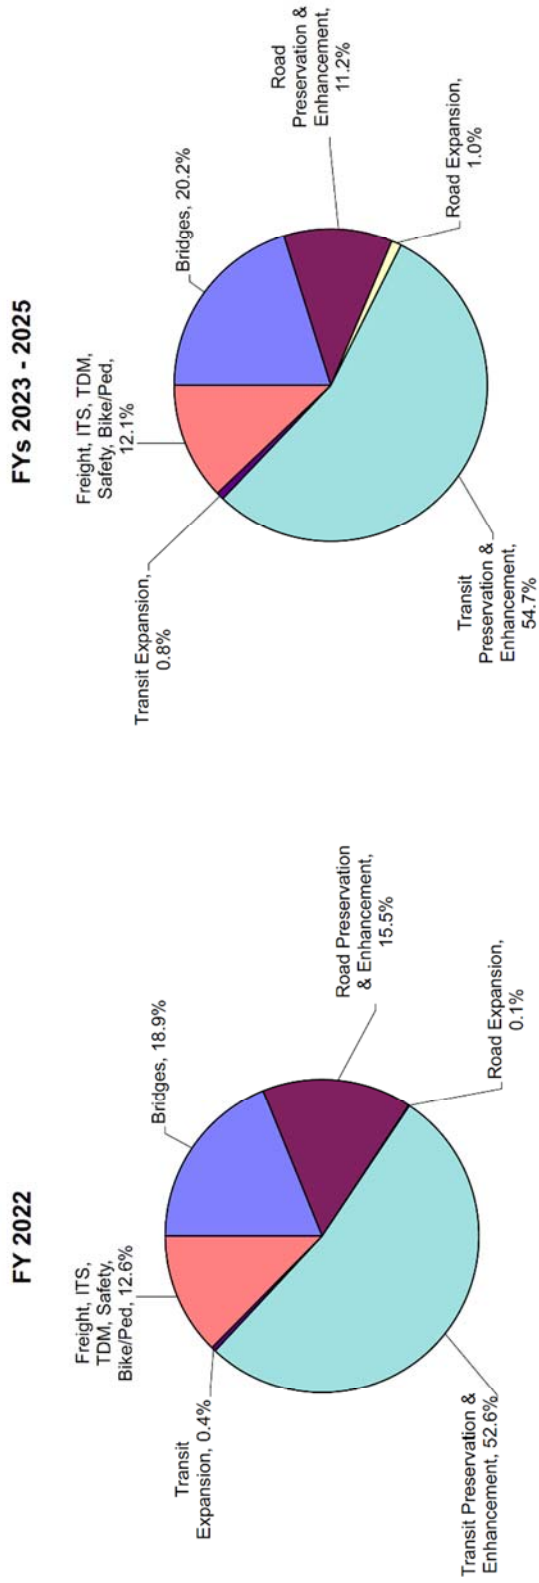 FY 2022
Freight, ITS,
TDM, Safety,
Bike/Ped, 12.6%
Bridges, 18.9%
Road Preservation
& Enhancement,
15.5%
Road Expansion,
0.1%
Transit Preservation &
Enhancement, 52.6%
Transit
Expansion, 0.4%
FYs 2023 - 2025
Freight, ITS, TDM,
Safety, Bike/Ped,
12.1%
Bridges, 20.2%
Road
Preservation &
Enhancement,
11.2%
Road Expansion,
1.0%
Transit
Preservation &
Enhancement,
54.7%
Transit Expansion,
0.8%